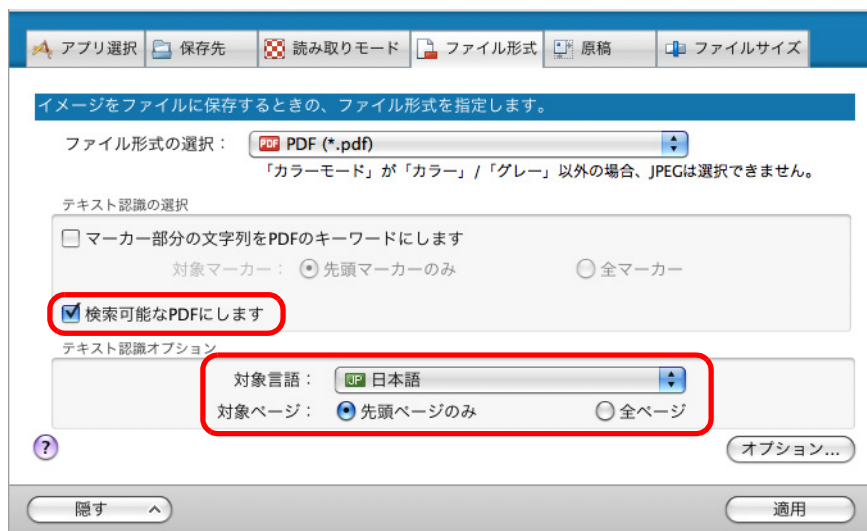 アプリ選択 保存先 読み取りモード ファイル形式 原稿 ファイルサイズ
イメージをファイルに保存するときの、ファイル形式を指定します。
ファイル形式の選択： PDF PDF (*.pdf)
「カラーモード」が「カラー」/「グレー」以外の場合、JPEGは選択できません。
テキスト認識の選択
マーカー部分の文字列をPDFのキーワードにします
対象マーカー： 先頭マーカーのみ 全マーカー
検索可能なPDFにします
テキスト認識オプション
対象言語： JP 日本語
対象ページ： 先頭ページのみ 全ページ
? オプション...
隠す 適用